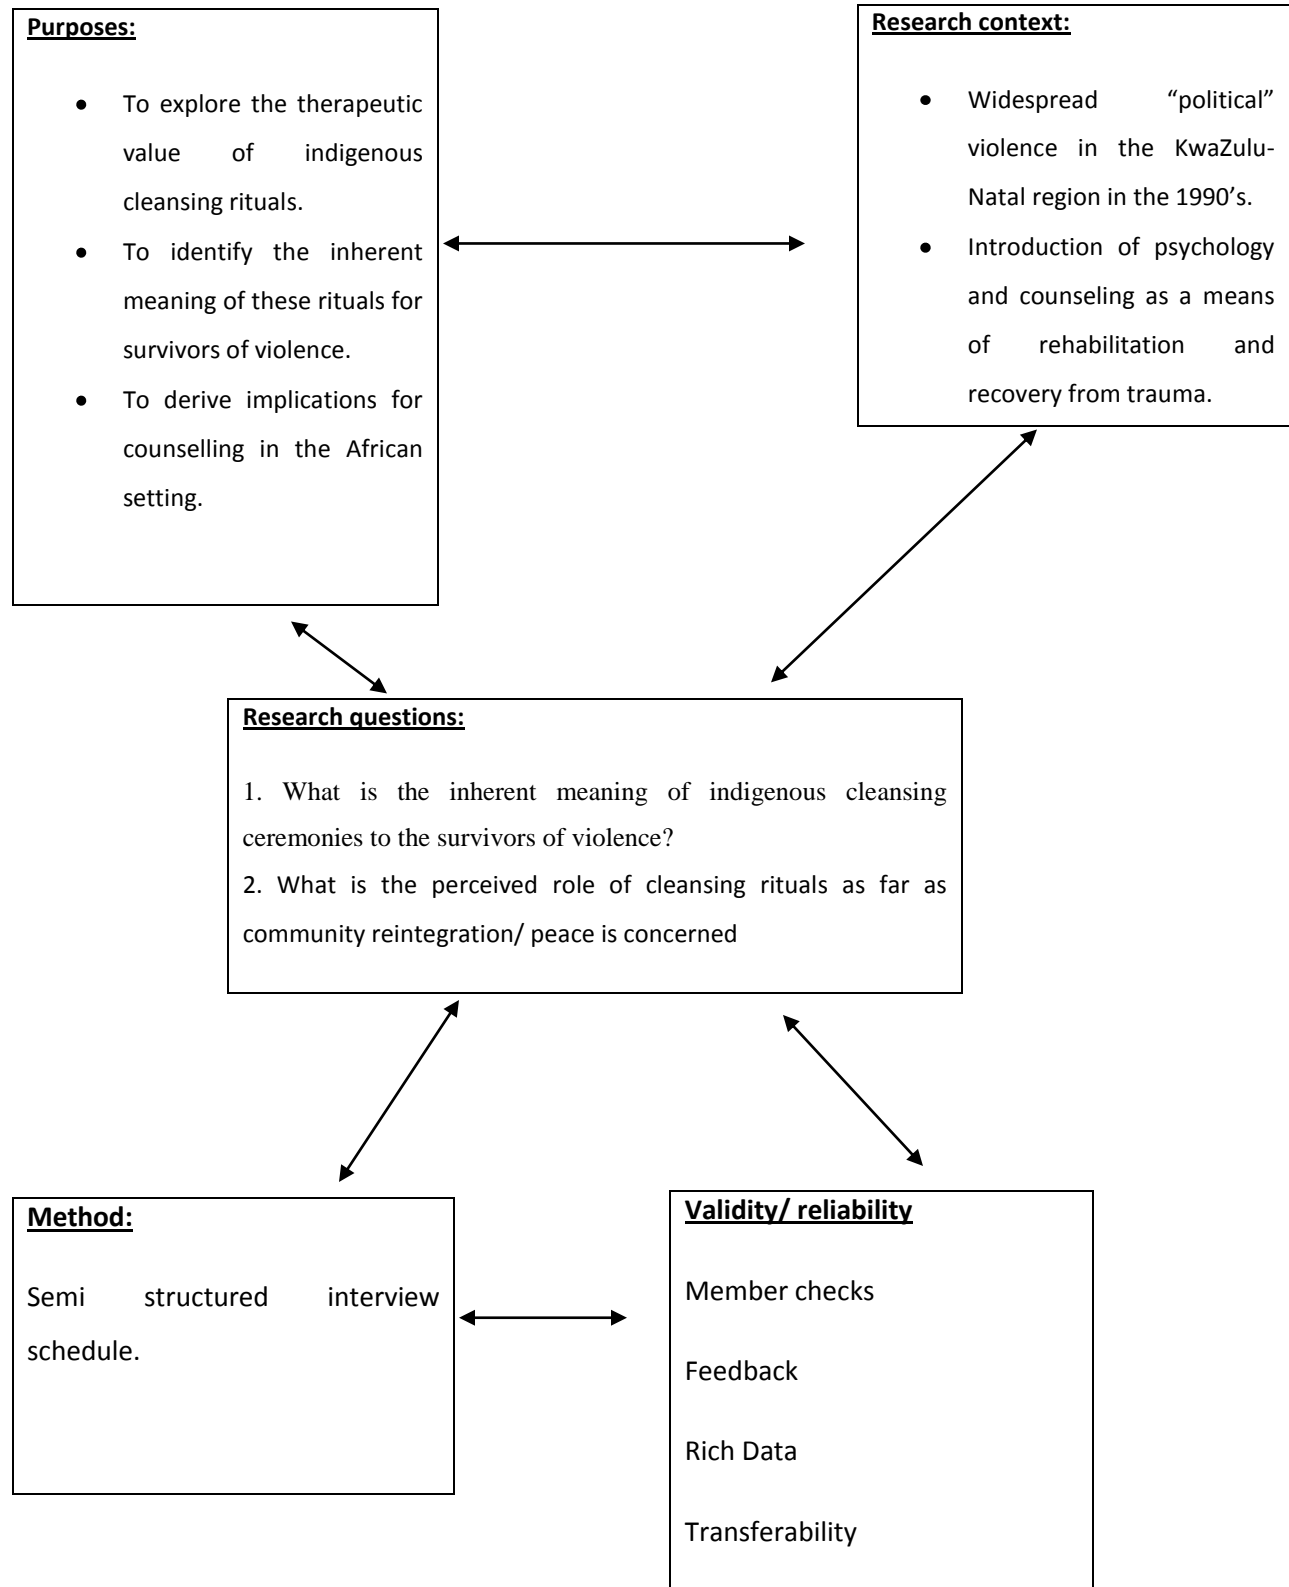 Purposes:
• To explore the therapeutic
value of indigenous
cleansing rituals.
• To identify the inherent
meaning of these rituals for
survivors of violence.
• To derive implications for
counselling in the African
setting.
Research context:
• Widespread “political”
violence in the KwaZulu-
Natal region in the 1990’s.
• Introduction of psychology
and counseling as a means
of rehabilitation and
recovery from trauma.
Research questions:
1. What is the inherent meaning of indigenous cleansing
ceremonies to the survivors of violence?
2. What is the perceived role of cleansing rituals as far as
community reintegration/ peace is concerned
Method:
Semi structured interview
schedule.
Validity/ reliability
Member checks
Feedback
Rich Data
Transferability